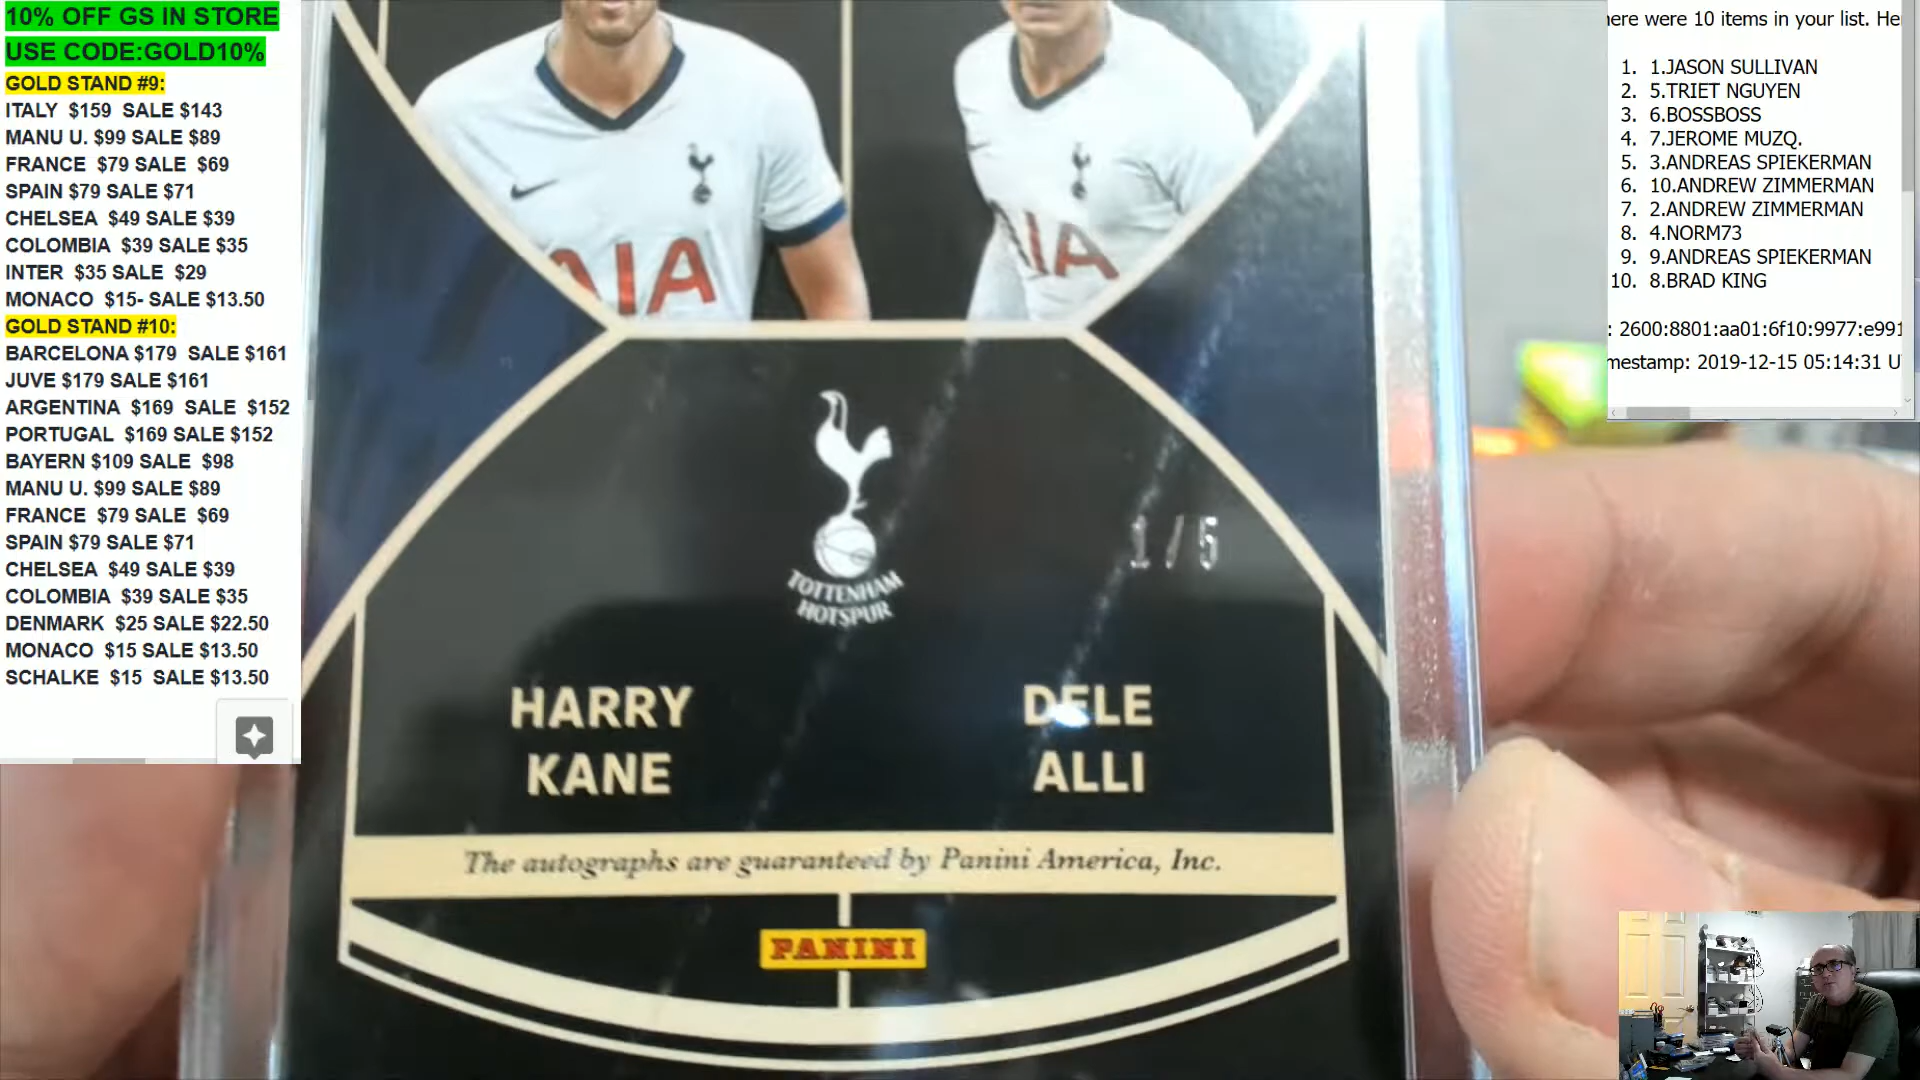 10% OFF GS IN STORE
USE CODE:GOLD10%
GOLD STAND #9:
ITALY $159 SALE $143
MANU U. $99 SALE $89
FRANCE $79 SALE $69
SPAIN $79 SALE $71
CHELSEA $49 SALE $39
COLOMBIA $39 SALE $35
INTER $35 SALE $29
MONACO $15- SALE $13.50
GOLD STAND #10:
BARCELONA $179 SALE $161
JUVE $179 SALE $161
ARGENTINA $169 SALE $152
PORTUGAL $169 SALE $152
BAYERN $109 SALE $98
MANU U. $99 SALE $89
FRANCE $79 SALE $69
SPAIN $79 SALE $71
CHELSEA $49 SALE $39
COLOMBIA $39 SALE $35
DENMARK $25 SALE $22.50
MONACO $15 SALE $13.50
SCHALKE $15 SALE $13.50
AIA
IA
1/5
TOTTENHAM
HOTSPUR
HARRY
KANE
DELE
ALLI
The autographs are guaranteed by Panini America, Inc.
PANINI
ere were 10 items in your list. He
1. 1.JASON SULLIVAN
2. 5.TRIET NGUYEN
3. 6.BOSSBOSS
4. 7.JEROME MUZQ.
5. 3.ANDREAS SPIEKERMAN
6. 10.ANDREW ZIMMERMAN
7. 2.ANDREW ZIMMERMAN
8. 4.NORM73
9. 9.ANDREAS SPIEKERMAN
10. 8.BRAD KING
: 2600:8801:aa01:6f10:9977:e991
mestamp: 2019-12-15 05:14:31 U